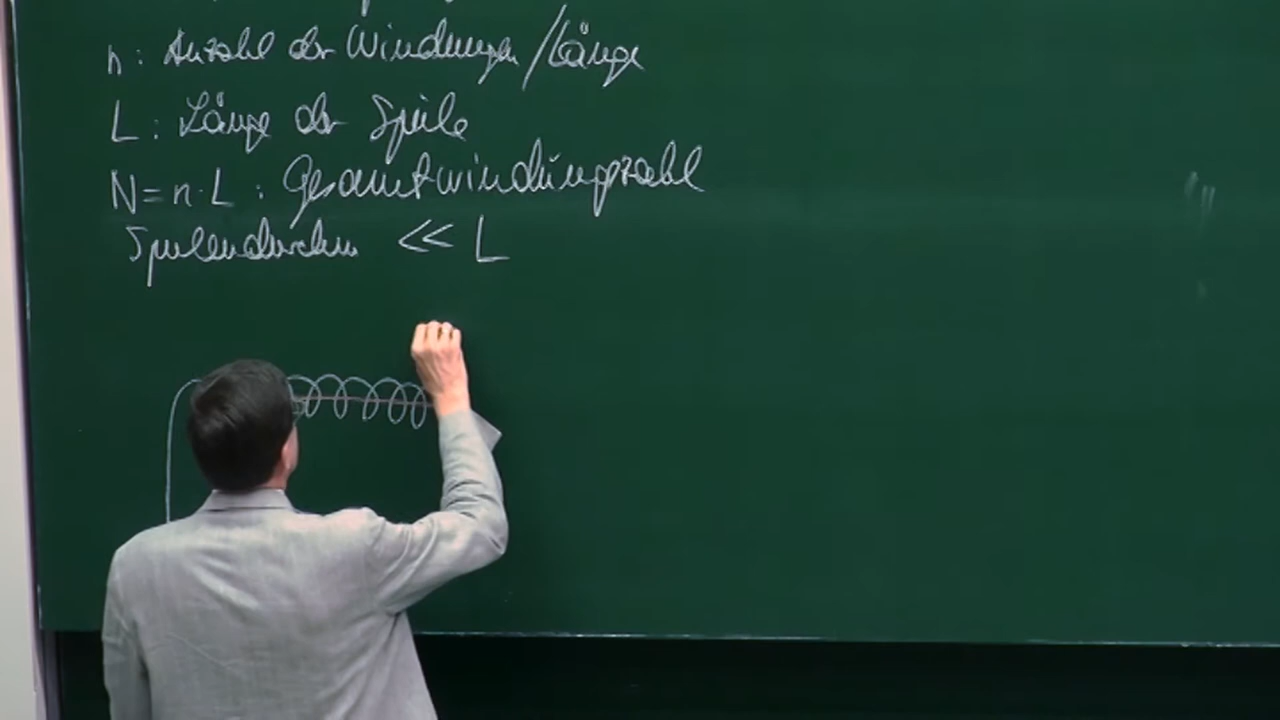 n: Anzahl der Windungen/Länge
L: Länge der Spule
N=n·L: Gesamtwindungszahl
Spulendurchm << L